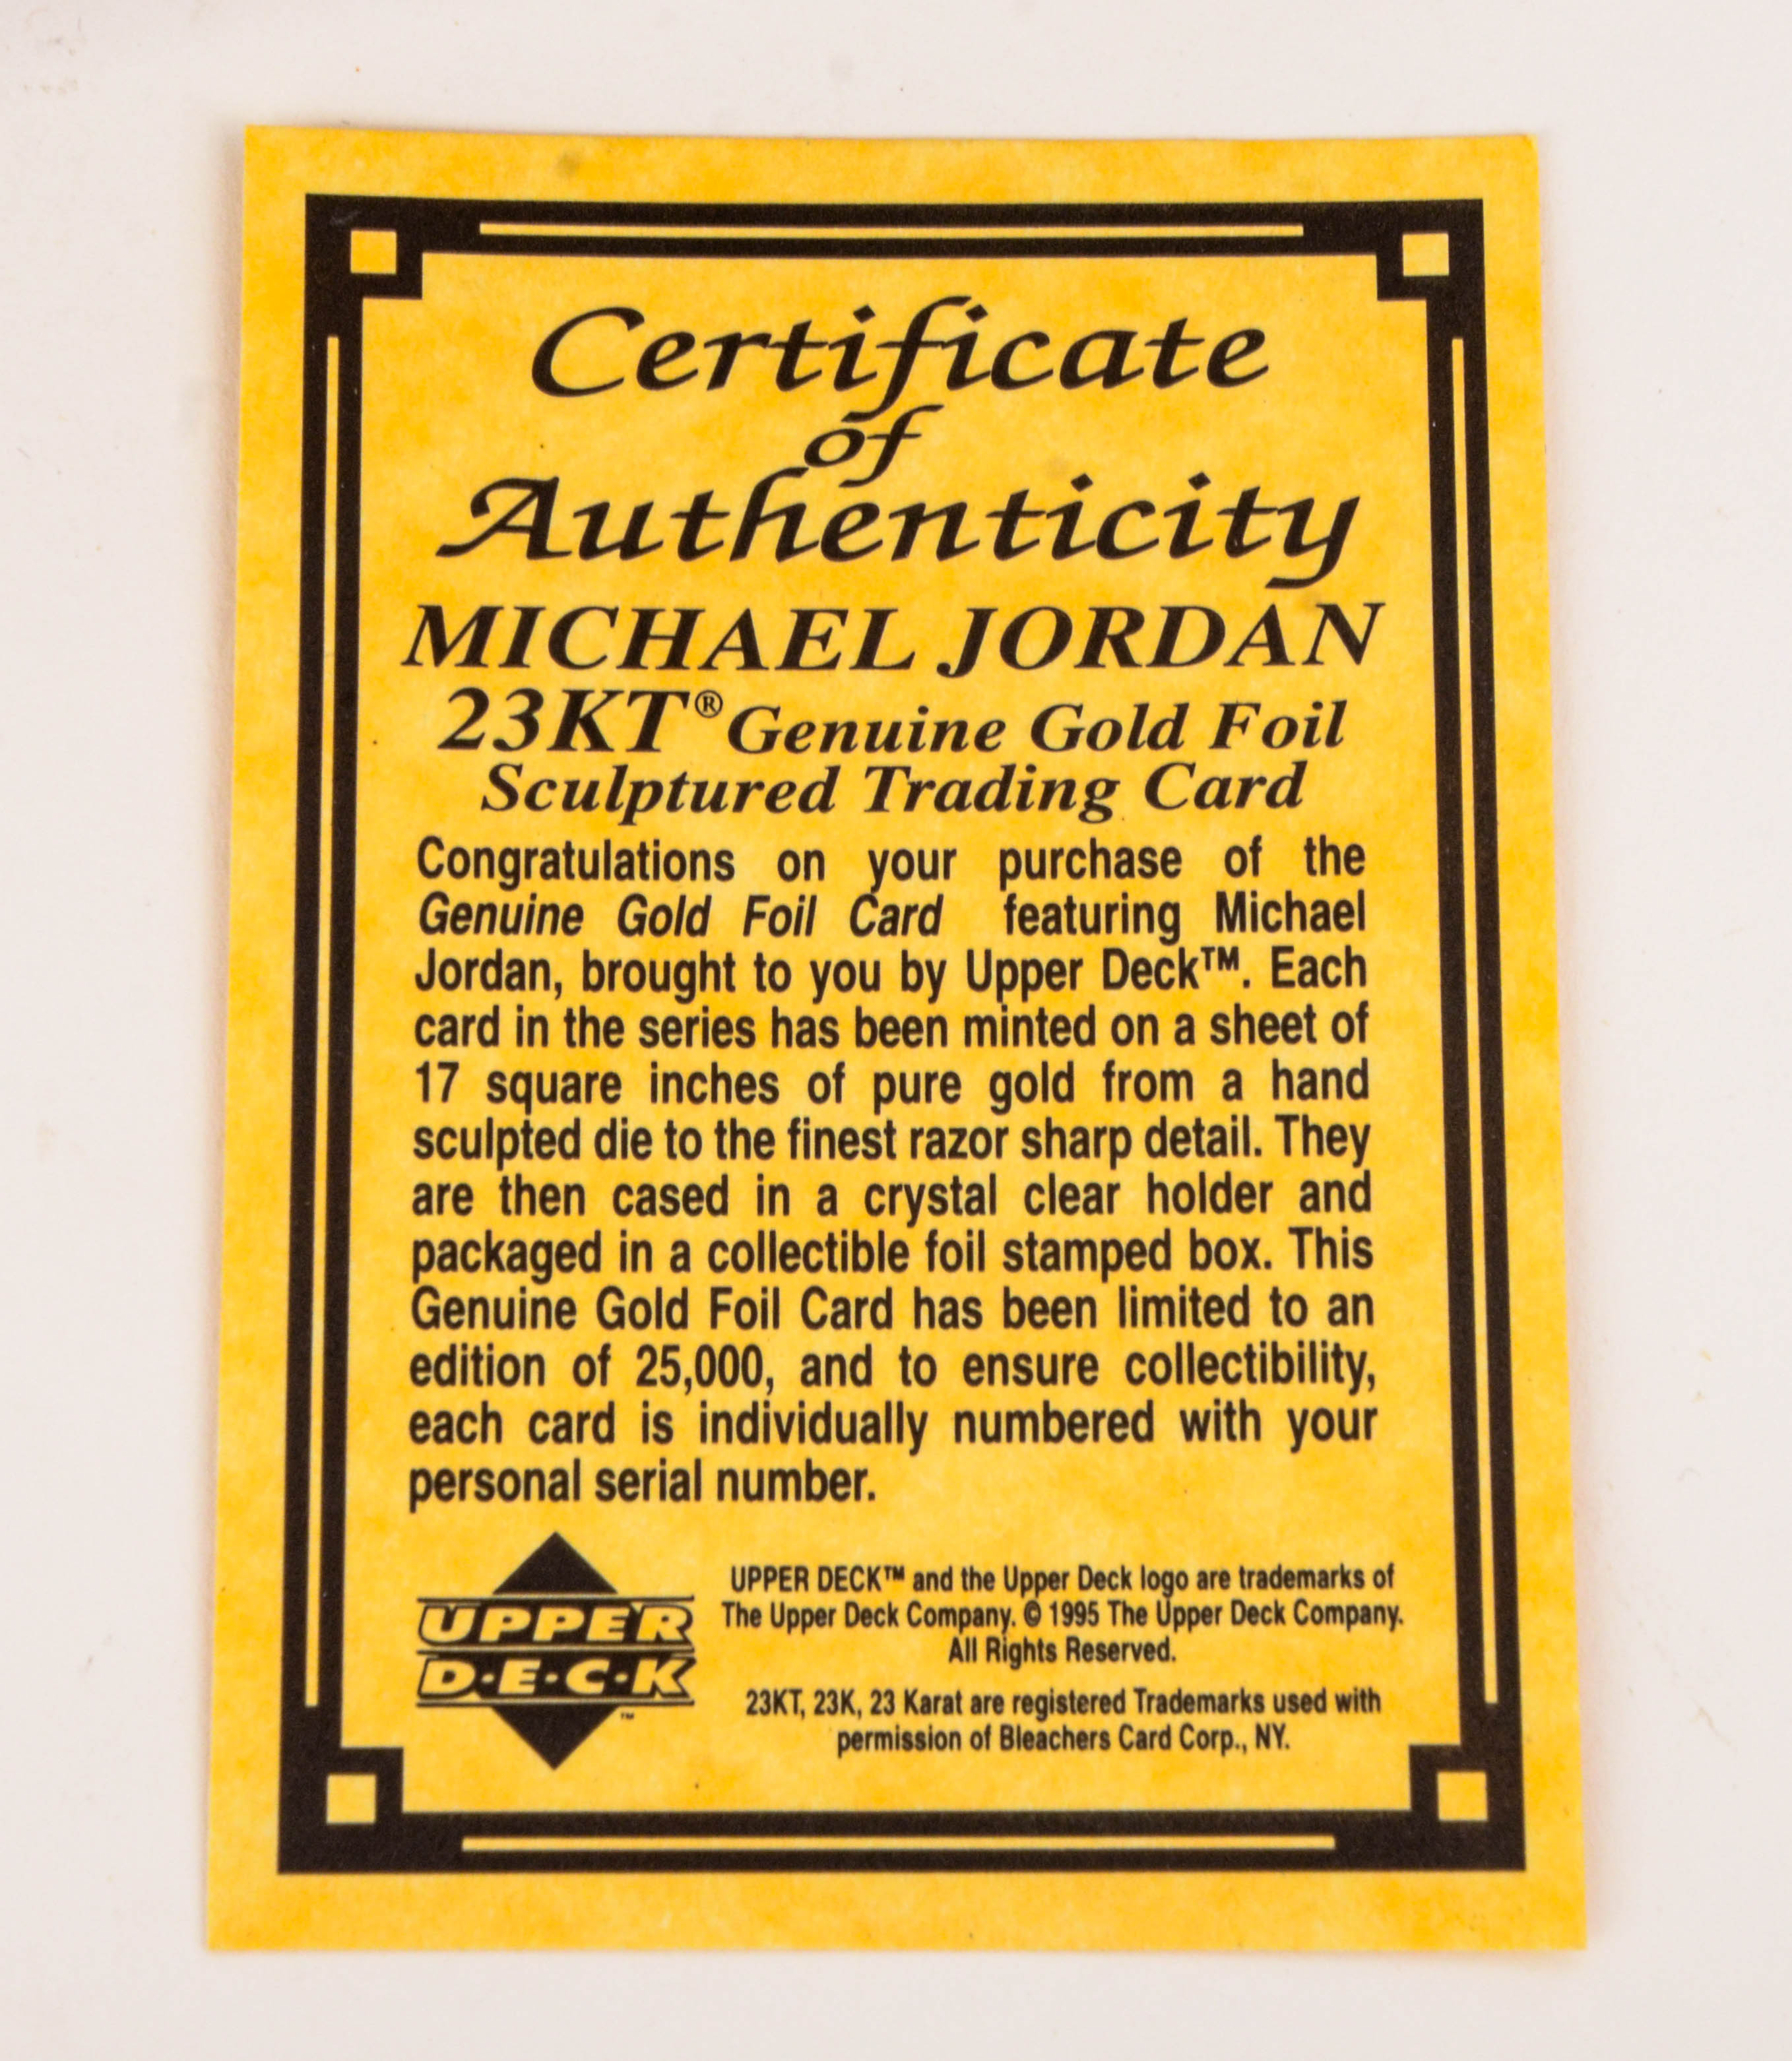 Certificate
of
Authenticity
MICHAEL JORDAN
23KT® Genuine Gold Foil
Sculptured Trading Card
Congratulations on your purchase of the
Genuine Gold Foil Card featuring Michael
Jordan, brought to you by Upper Deck™. Each
card in the series has been minted on a sheet of
17 square inches of pure gold from a hand
sculpted die to the finest razor sharp detail. They
are then cased in a crystal clear holder and
packaged in a collectible foil stamped box. This
Genuine Gold Foil Card has been limited to an
edition of 25,000, and to ensure collectibility,
each card is individually numbered with your
personal serial number.
UPPER
D·E·C·K
™
UPPER DECK™ and the Upper Deck logo are trademarks of
The Upper Deck Company. © 1995 The Upper Deck Company.
All Rights Reserved.
23KT, 23K, 23 Karat are registered Trademarks used with
permission of Bleachers Card Corp., NY.